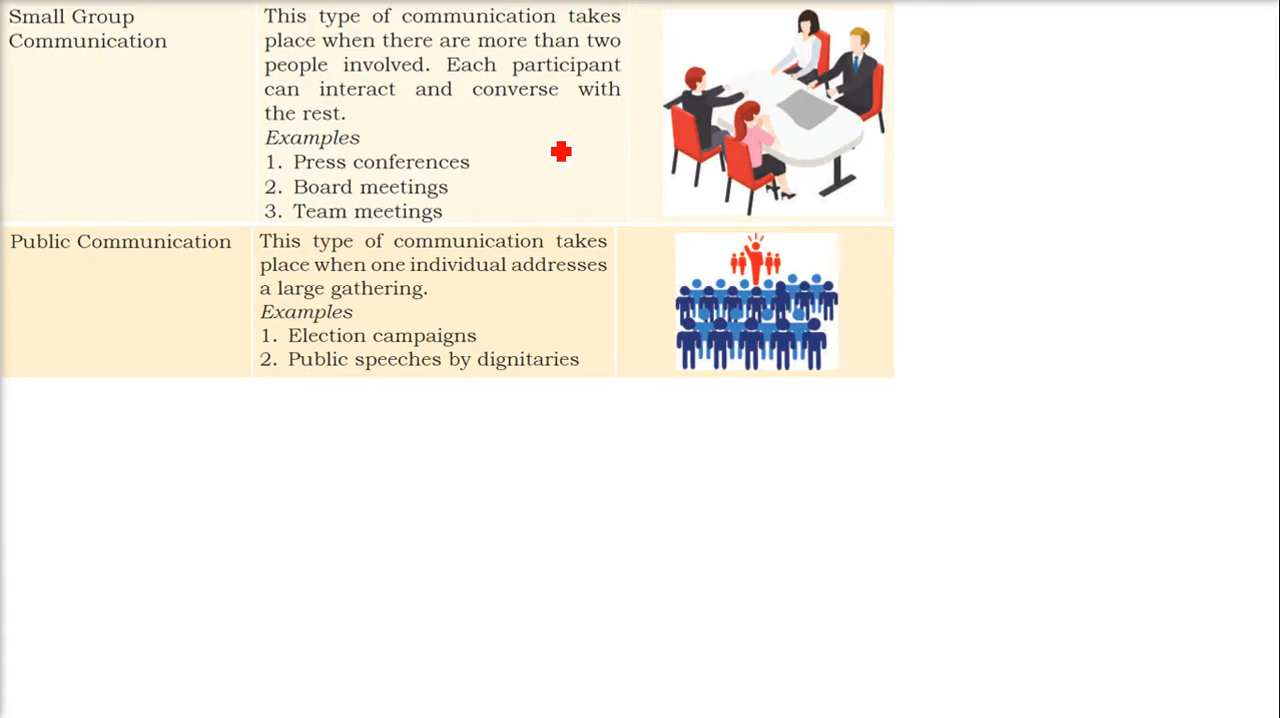 Small Group
Communication
This type of communication takes
place when there are more than two
people involved. Each participant
can interact and converse with
the rest.
Examples
1. Press conferences
2. Board meetings
3. Team meetings
Public Communication
This type of communication takes
place when one individual addresses
a large gathering.
Examples
1. Election campaigns
2. Public speeches by dignitaries